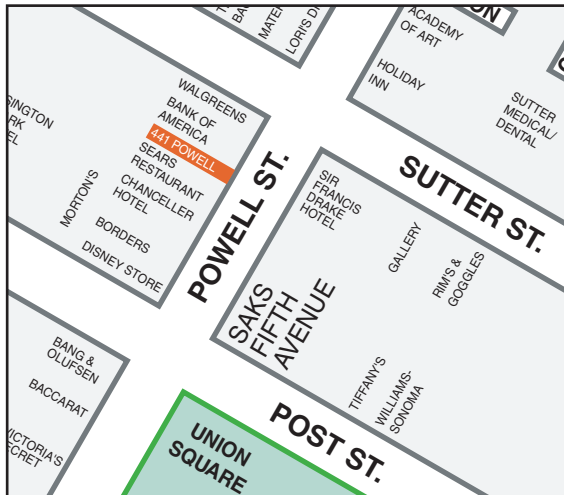 LORI'S
ACADEMY
OF ART
HOLIDAY
INN
SUTTER
MEDICAL/
DENTAL
WALGREENS
BANK OF
AMERICA
441 POWELL
SEARS
RESTAURANT
CHANCELLER
HOTEL
MORTON'S
BORDERS
DISNEY STORE
POWELL ST.
SUTTER ST.
SIR
FRANCIS
DRAKE
HOTEL
GALLERY
RIM'S &
GOGGLES
SAKS
FIFTH
AVENUE
TIFFANY'S
WILLIAMS-
SONOMA
POST ST.
BANG &
OLUFSEN
BACCARAT
UNION
SQUARE